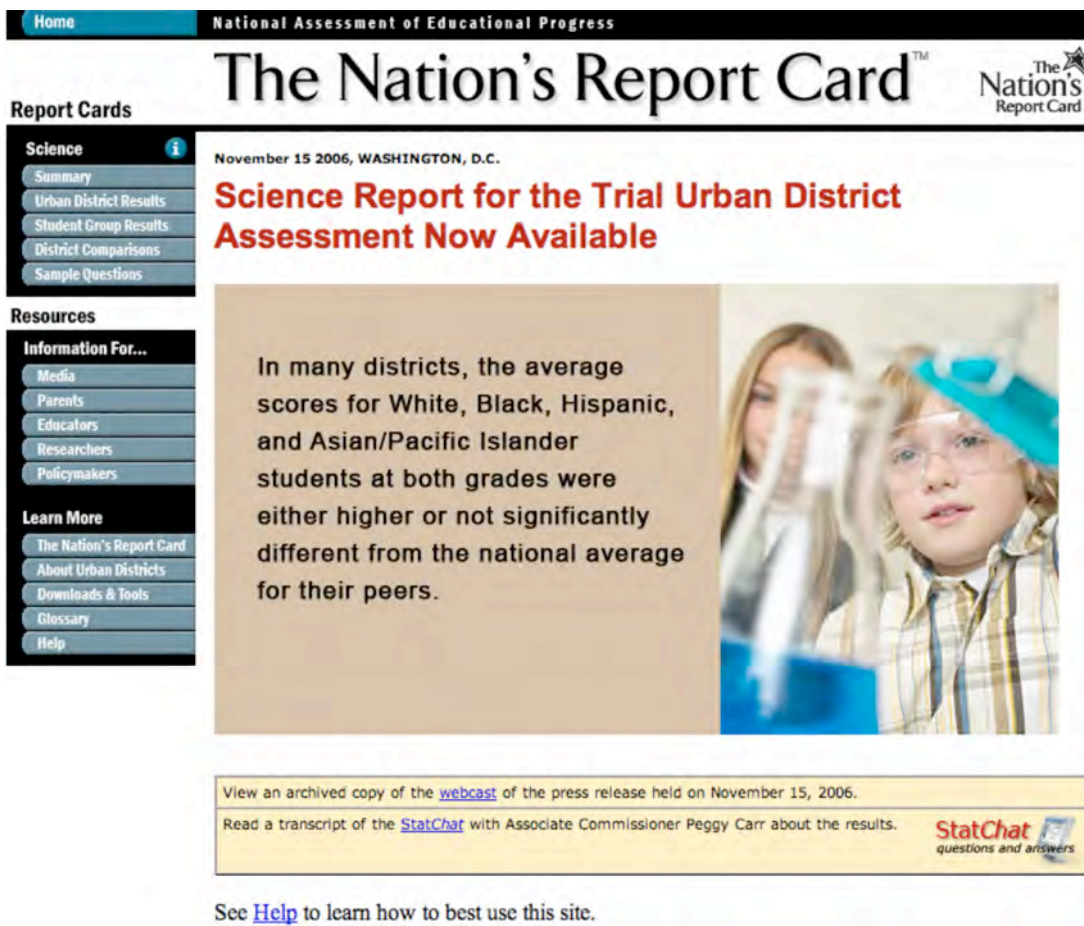 Home
National Assessment of Educational Progress
The Nation's Report Card™
The
Nation's
Report Card
Report Cards
Science
i
Summary
Urban District Results
Student Group Results
District Comparisons
Sample Questions
Resources
Information For...
Media
Parents
Educators
Researchers
Policymakers
Learn More
The Nation's Report Card
About Urban Districts
Downloads & Tools
Glossary
Help
November 15 2006, WASHINGTON, D.C.
Science Report for the Trial Urban District
Assessment Now Available
In many districts, the average
scores for White, Black, Hispanic,
and Asian/Pacific Islander
students at both grades were
either higher or not significantly
different from the national average
for their peers.
View an archived copy of the webcast of the press release held on November 15, 2006.
Read a transcript of the StatChat with Associate Commissioner Peggy Carr about the results.
StatChat
questions and answers
See Help to learn how to best use this site.